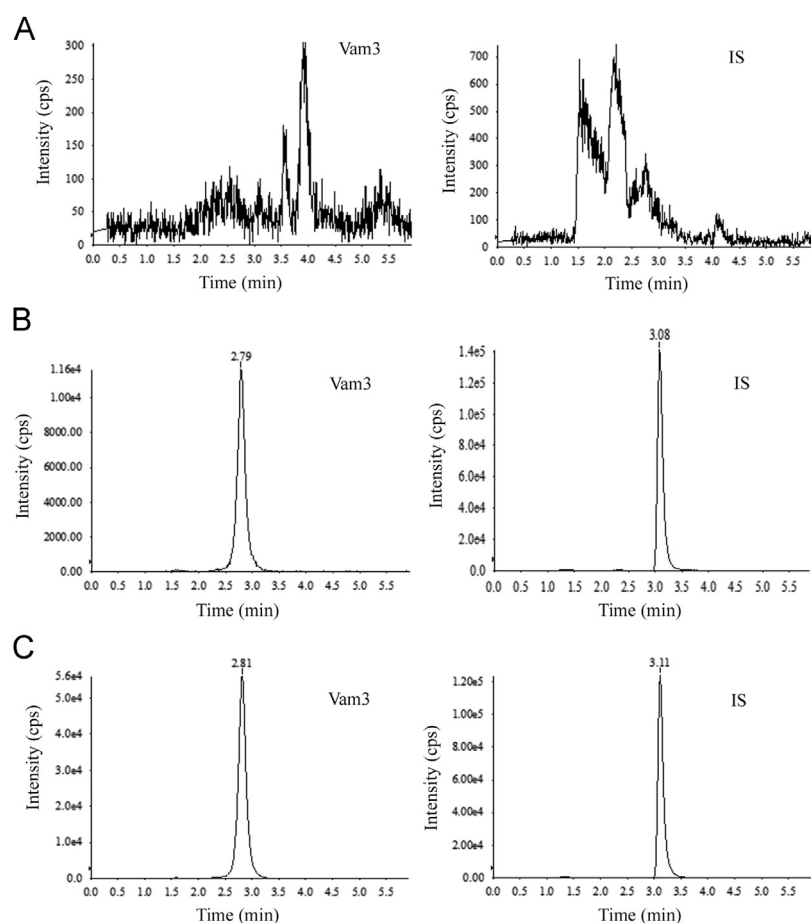 A
Vam3
IS
Intensity (cps)
300
250
200
150
100
50
0
0.0 0.5 1.0 1.5 2.0 2.5 3.0 3.5 4.0 4.5 5.0 5.5
Time (min)
Intensity (cps)
700
600
500
400
300
200
100
0
0.0 0.5 1.0 1.5 2.0 2.5 3.0 3.5 4.0 4.5 5.0 5.5
Time (min)
B
2.79
Vam3
Intensity (cps)
1.16e4
1.00e4
8000.00
6000.00
4000.00
2000.00
0.00
0.0 0.5 1.0 1.5 2.0 2.5 3.0 3.5 4.0 4.5 5.0 5.5
Time (min)
3.08
IS
Intensity (cps)
1.4e5
1.2e5
1.0e5
8.0e4
6.0e4
4.0e4
2.0e4
0.0
0.0 0.5 1.0 1.5 2.0 2.5 3.0 3.5 4.0 4.5 5.0 5.5
Time (min)
C
2.81
Vam3
Intensity (cps)
5.6e4
5.0e4
4.0e4
3.0e4
2.0e4
1.0e4
0.0
0.0 0.5 1.0 1.5 2.0 2.5 3.0 3.5 4.0 4.5 5.0 5.5
Time (min)
3.11
IS
Intensity (cps)
1.20e5
1.00e5
8.00e4
6.00e4
4.00e4
2.00e4
0.00
0.0 0.5 1.0 1.5 2.0 2.5 3.0 3.5 4.0 4.5 5.0 5.5
Time (min)